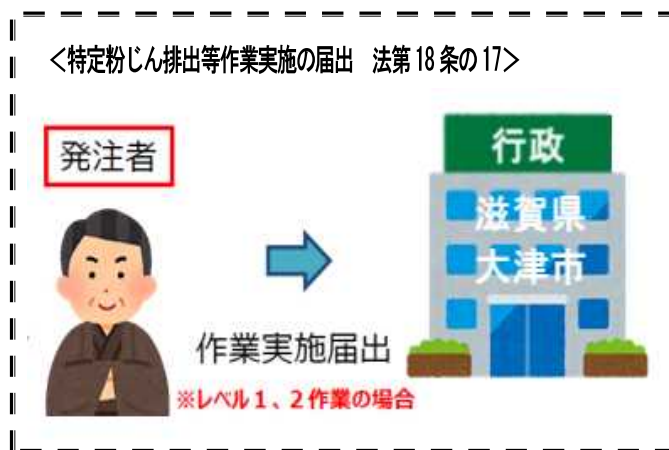 ＜特定粉じん排出等作業実施の届出　法第18条の17＞
発注者
行政
滋賀県
大津市
作業実施届出
※レベル１、２作業の場合